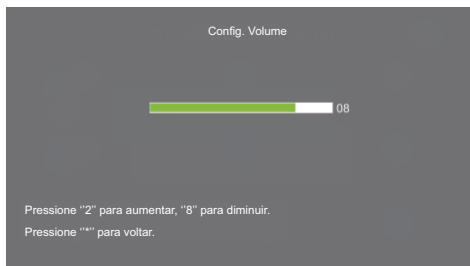 Config. Volume
08
Pressione ‘‘2’’ para aumentar, ‘‘8’’ para diminuir.
Pressione ‘‘*’’ para voltar.